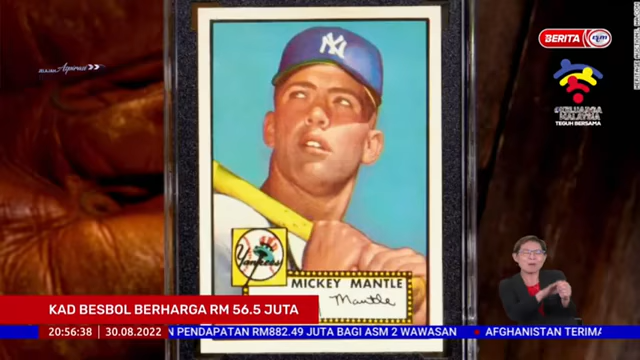 BERITA
#KELUARGA
MALAYSIA
TEGUH BERSAMA
Yankees
MICKEY MANTLE
Mantle
KAD BESBOL BERHARGA RM 56.5 JUTA
20:56:38 30.08.2022 N PENDAPATAN RM882.49 JUTA BAGI ASM 2 WAWASAN AFGHANISTAN TERIMA